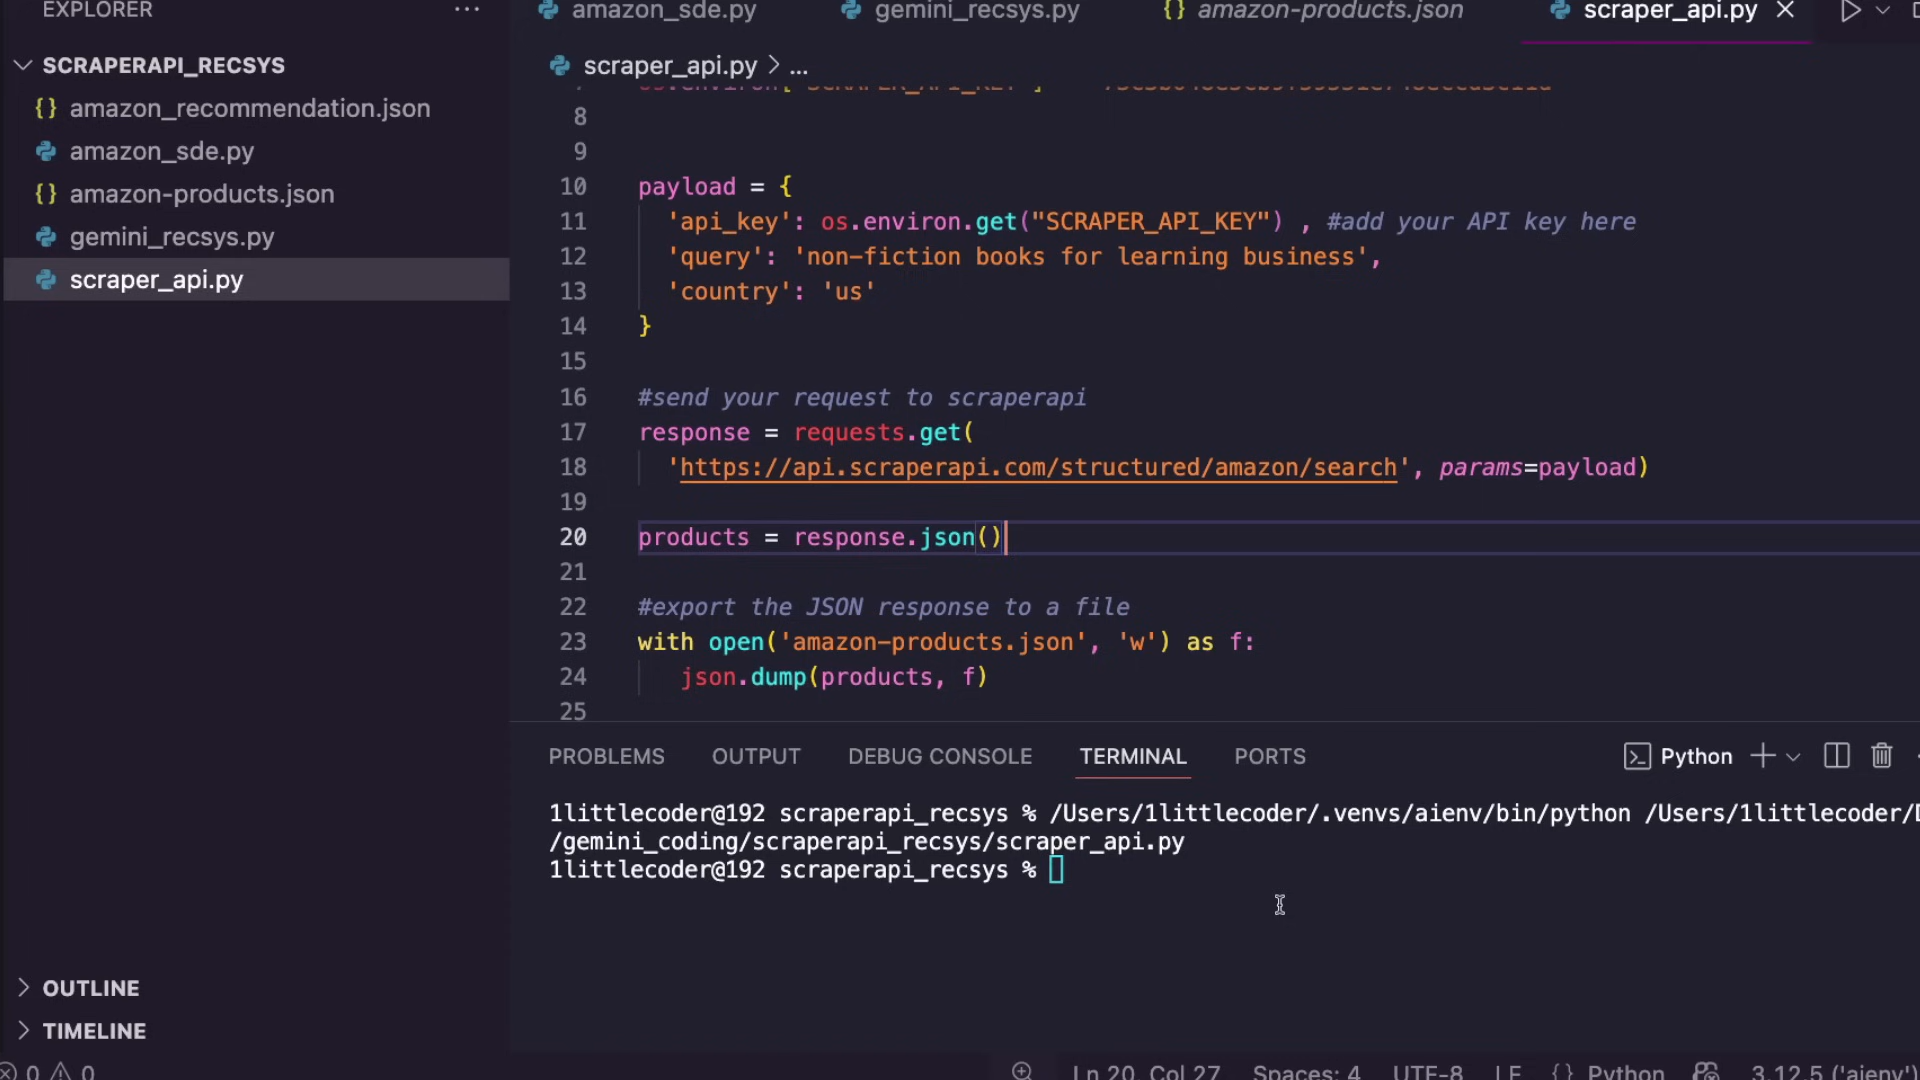 EXPLORER
SCRAPERAPI_RECSYS
amazon_recommendation.json
amazon_sde.py
amazon-products.json
gemini_recsys.py
scraper_api.py
OUTLINE
TIMELINE
amazon_sde.py gemini_recsys.py amazon-products.json scraper_api.py
scraper_api.py > ...
8
9
10 payload = {
11 'api_key': os.environ.get("SCRAPER_API_KEY") , #add your API key here
12 'query': 'non-fiction books for learning business',
13 'country': 'us'
14 }
15
16 #send your request to scraperapi
17 response = requests.get(
18 'https://api.scraperapi.com/structured/amazon/search', params=payload)
19
20 products = response.json()
21
22 #export the JSON response to a file
23 with open('amazon-products.json', 'w') as f:
24 json.dump(products, f)
25
PROBLEMS OUTPUT DEBUG CONSOLE TERMINAL PORTS Python
1littlecoder@192 scraperapi_recsys % /Users/1littlecoder/.venvs/aienv/bin/python /Users/1littlecoder/D
/gemini_coding/scraperapi_recsys/scraper_api.py
1littlecoder@192 scraperapi_recsys %
0 0 Ln 20, Col 27 Spaces: 4 UTF-8 LF {} Python 3.12.5 ('aienv')